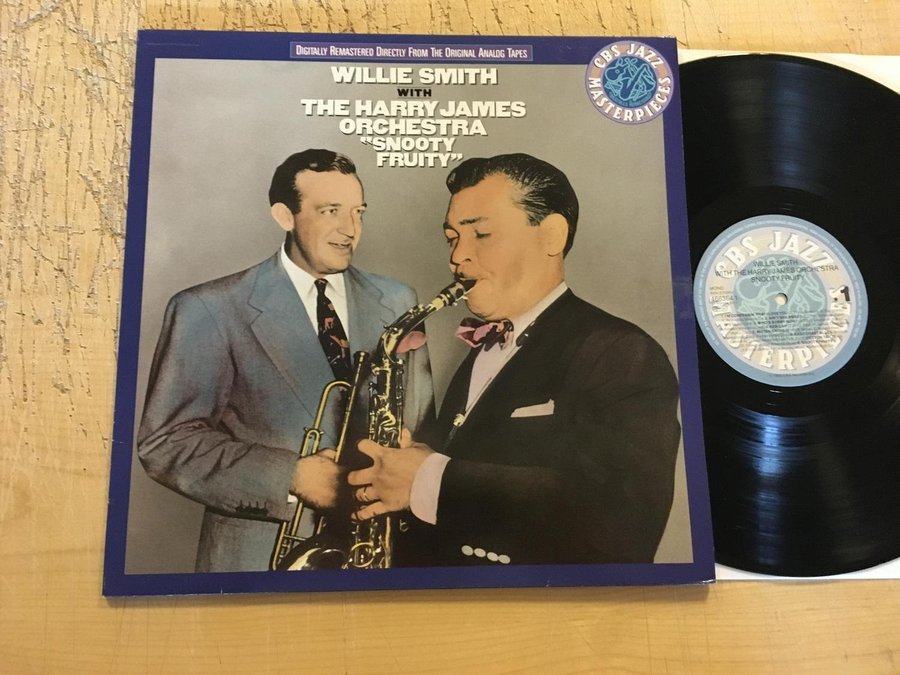 DIGITALLY REMASTERED DIRECTLY FROM THE ORIGINAL ANALOG TAPES
WILLIE SMITH
WITH
THE HARRY JAMES
ORCHESTRA
"SNOOTY
FRUITY"
CBS JAZZ
MASTERPIECES
CBS JAZZ
MASTERPIECES
WILLIE SMITH
WITH THE HARRY JAMES ORCHESTRA
SNOOTY FRUITY
MONO
1